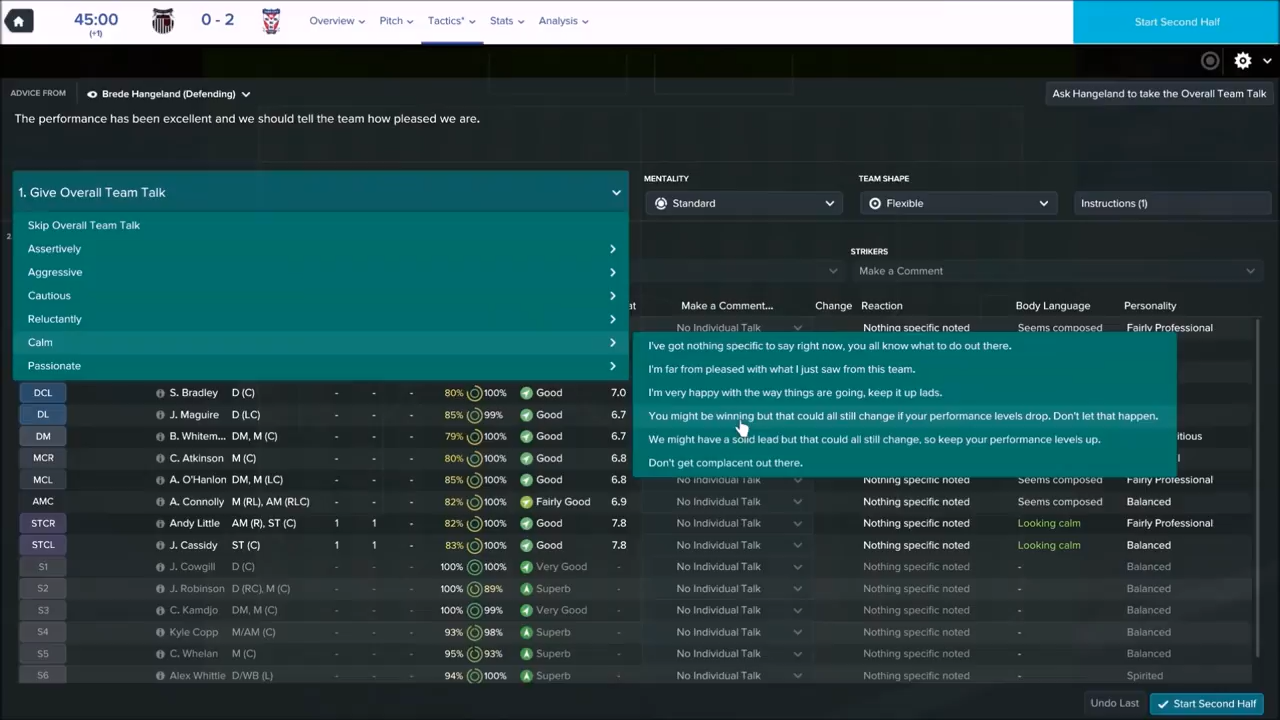 45:00
(+1)
0 - 2
Overview
Pitch
Tactics*
Stats
Analysis
Start Second Half
ADVICE FROM
Brede Hangeland (Defending)
Ask Hangeland to take the Overall Team Talk
The performance has been excellent and we should tell the team how pleased we are.
1. Give Overall Team Talk
Skip Overall Team Talk
Assertively
Aggressive
Cautious
Reluctantly
Calm
Passionate
MENTALITY
Standard
TEAM SHAPE
Flexible
Instructions (1)
2.
STRIKERS
Make a Comment
at Make a Comment... Change Reaction Body Language Personality
No Individual Talk Nothing specific noted Seems composed Fairly Professional
I've got nothing specific to say right now, you all know what to do out there.
I'm far from pleased with what I just saw from this team.
I'm very happy with the way things are going, keep it up lads.
You might be winning but that could all still change if your performance levels drop. Don't let that happen.
We might have a solid lead but that could all still change, so keep your performance levels up.
Don't get complacent out there.
DCL S. Bradley D (C) - - - 80% 100% Good 7.0
DL J. Maguire D (LC) - - - 85% 99% Good 6.7
DM B. Whitem... DM, M (C) - - - 79% 100% Good 6.7 itious
MCR C. Atkinson M (C) - - - 80% 100% Good 6.8 l
MCL A. O'Hanlon DM, M (LC) - - - 85% 100% Good 6.8 No Individual Talk Nothing specific noted Seems composed Fairly Professional
AMC A. Connolly M (RL), AM (RLC) - - - 82% 100% Fairly Good 6.9 No Individual Talk Nothing specific noted Seems composed Balanced
STCR Andy Little AM (R), ST (C) 1 1 - 82% 100% Good 7.8 No Individual Talk Nothing specific noted Looking calm Fairly Professional
STCL J. Cassidy ST (C) 1 1 - 83% 100% Good 7.8 No Individual Talk Nothing specific noted Looking calm Balanced
S1 J. Cowgill D (C) - - - 100% 100% Very Good - No Individual Talk Nothing specific noted - Balanced
S2 J. Robinson D (RC), M (C) - - - 100% 89% Superb - No Individual Talk Nothing specific noted - Balanced
S3 C. Kamdjo DM, M (C) - - - 100% 99% Very Good - No Individual Talk Nothing specific noted - Balanced
S4 Kyle Copp M/AM (C) - - - 93% 98% Superb - No Individual Talk Nothing specific noted - Balanced
S5 C. Whelan M (C) - - - 95% 93% Superb - No Individual Talk Nothing specific noted - Balanced
S6 Alex Whittle D/WB (L) - - - 94% 100% Superb - No Individual Talk Nothing specific noted - Spirited
Undo Last
Start Second Half